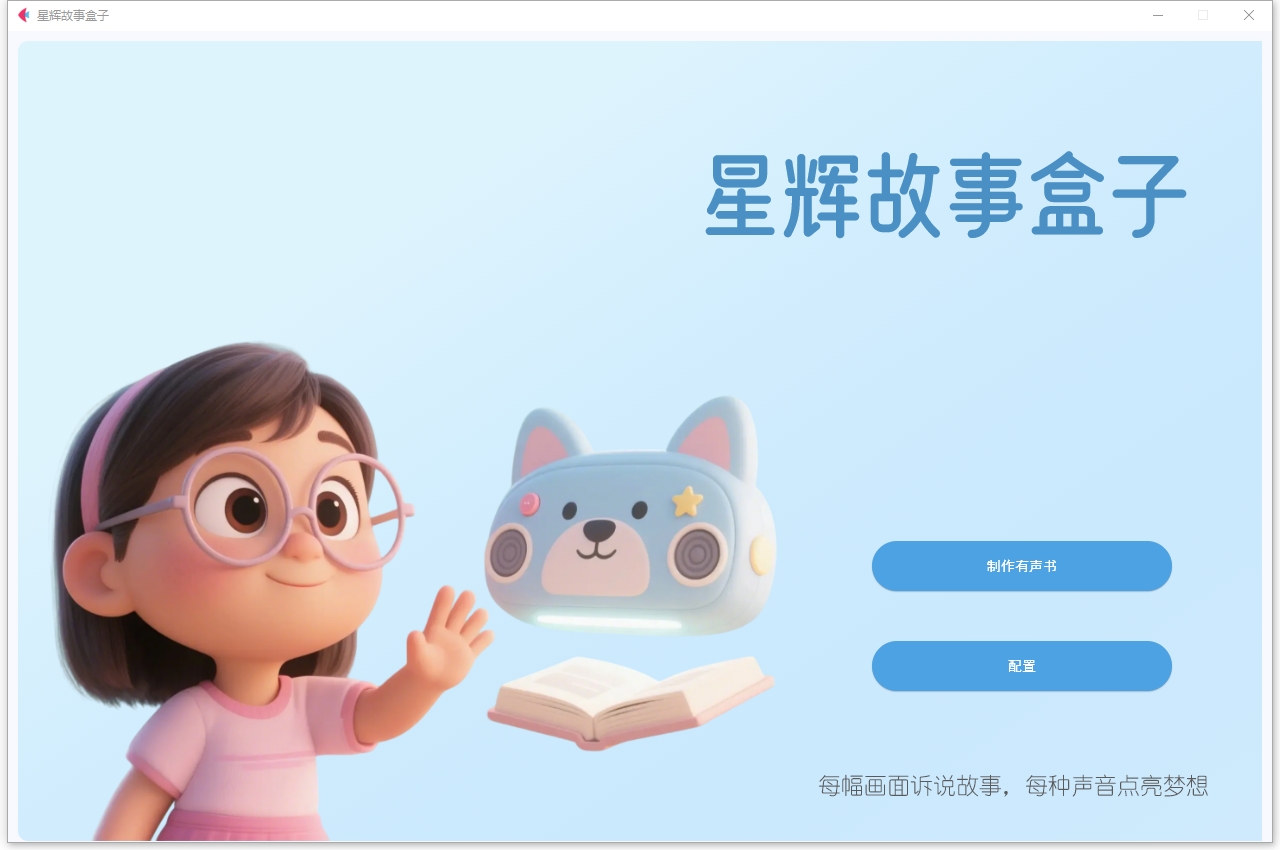 星辉故事盒子
星辉故事盒子
制作有声书
配置
每幅画面诉说故事，每种声音点亮梦想